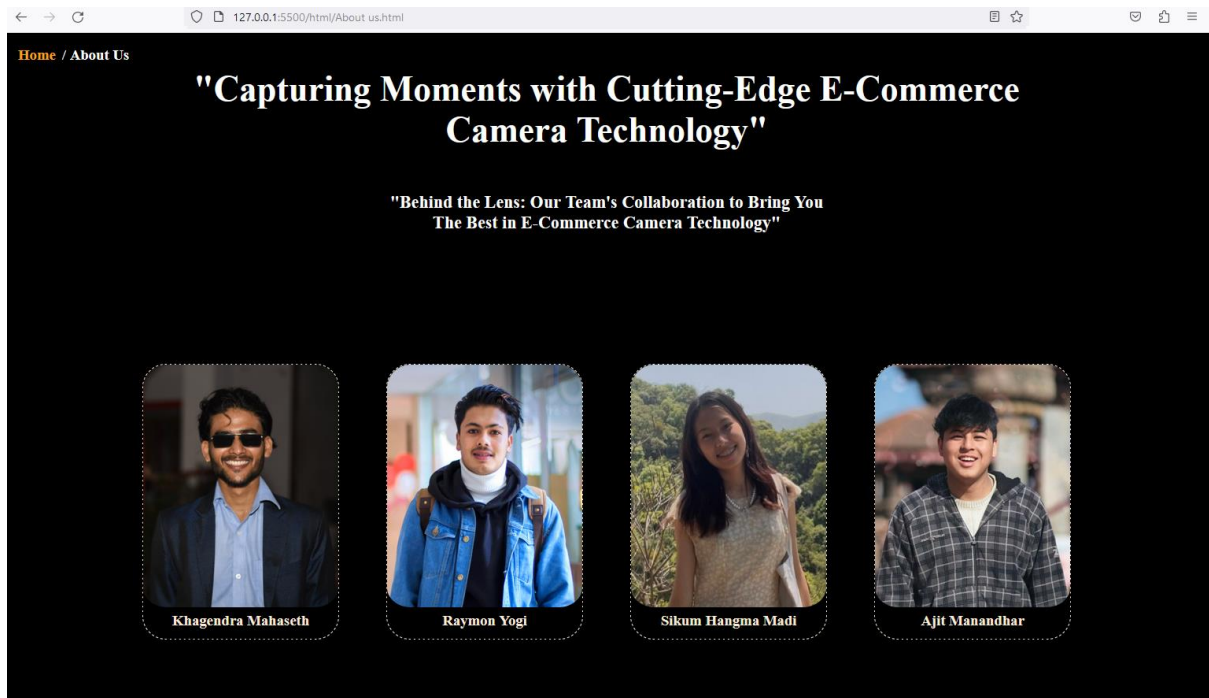 127.0.0.1:5500/html/About us.html
Home / About Us
"Capturing Moments with Cutting-Edge E-Commerce
Camera Technology"
"Behind the Lens: Our Team's Collaboration to Bring You
The Best in E-Commerce Camera Technology"
Khagendra Mahaseth
Raymon Yogi
Sikum Hangma Madi
Ajit Manandhar